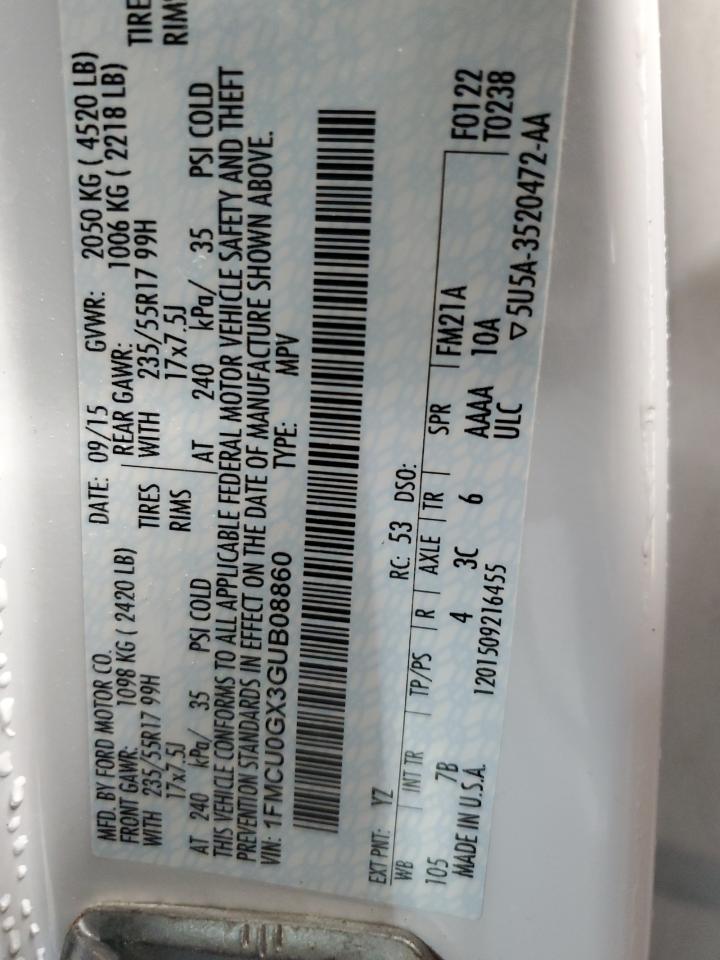 MFD. BY FORD MOTOR CO.
DATE: 09/15 GVWR: 2050 KG ( 4520 LB)
FRONT GAWR: 1098 KG ( 2420 LB) REAR GAWR: 1006 KG ( 2218 LB)
WITH 235/55R17 99H TIRES WITH 235/55R17 99H TIRE
17x7.5J RIMS 17x7.5J RIMS
AT 240 kPa/ 35 PSI COLD AT 240 kPa/ 35 PSI COLD
THIS VEHICLE CONFORMS TO ALL APPLICABLE FEDERAL MOTOR VEHICLE SAFETY AND THEFT
PREVENTION STANDARDS IN EFFECT ON THE DATE OF MANUFACTURE SHOWN ABOVE.
VIN: 1FMCU0GX3GUB08860 TYPE: MPV
EXT PNT: YZ RC: 53 DSO: F0122
WB INT TR TP/PS R AXLE TR SPR FM21A T0238
105 7B 4 3C 6 AAAA 10A
MADE IN U.S.A. 1201509216455 ULC ▽5U5A-3520472-AA